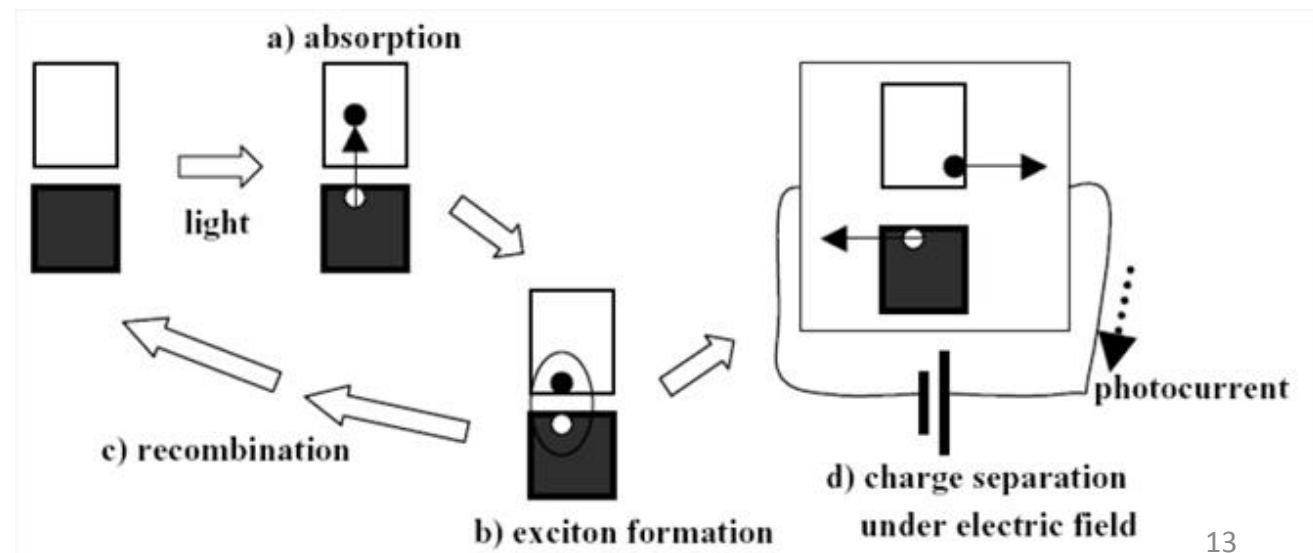 a) absorption
light
photocurrent
c) recombination
d) charge separation
under electric field
b) exciton formation
13